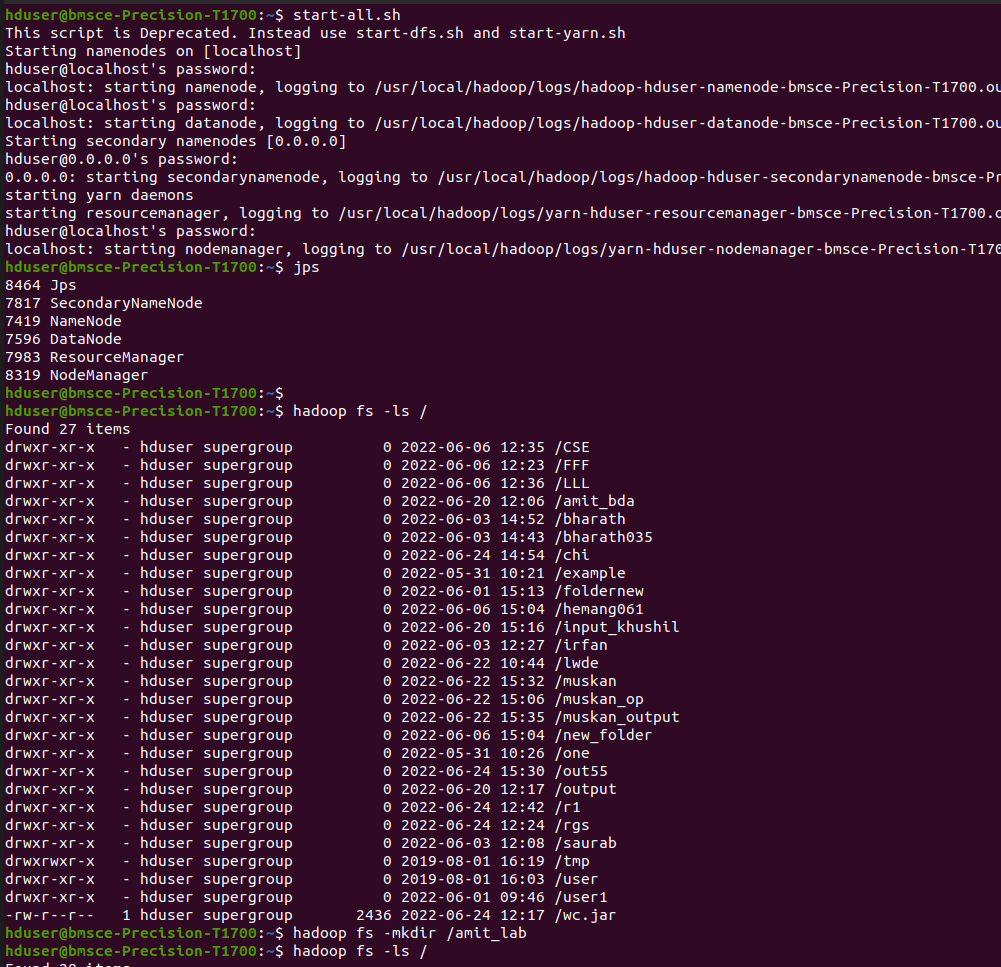 hduser@bmsce-Precision-T1700:~$ start-all.sh
This script is Deprecated. Instead use start-dfs.sh and start-yarn.sh
Starting namenodes on [localhost]
hduser@localhost's password:
localhost: starting namenode, logging to /usr/local/hadoop/logs/hadoop-hduser-namenode-bmsce-Precision-T1700.ou
hduser@localhost's password:
localhost: starting datanode, logging to /usr/local/hadoop/logs/hadoop-hduser-datanode-bmsce-Precision-T1700.ou
Starting secondary namenodes [0.0.0.0]
hduser@0.0.0.0's password:
0.0.0.0: starting secondarynamenode, logging to /usr/local/hadoop/logs/hadoop-hduser-secondarynamenode-bmsce-Pr
starting yarn daemons
starting resourcemanager, logging to /usr/local/hadoop/logs/yarn-hduser-resourcemanager-bmsce-Precision-T1700.o
hduser@localhost's password:
localhost: starting nodemanager, logging to /usr/local/hadoop/logs/yarn-hduser-nodemanager-bmsce-Precision-T170
hduser@bmsce-Precision-T1700:~$ jps
8464 Jps
7817 SecondaryNameNode
7419 NameNode
7596 DataNode
7983 ResourceManager
8319 NodeManager
hduser@bmsce-Precision-T1700:~$
hduser@bmsce-Precision-T1700:~$ hadoop fs -ls /
Found 27 items
drwxr-xr-x   - hduser supergroup          0 2022-06-06 12:35 /CSE
drwxr-xr-x   - hduser supergroup          0 2022-06-06 12:23 /FFF
drwxr-xr-x   - hduser supergroup          0 2022-06-06 12:36 /LLL
drwxr-xr-x   - hduser supergroup          0 2022-06-20 12:06 /amit_bda
drwxr-xr-x   - hduser supergroup          0 2022-06-03 14:52 /bharath
drwxr-xr-x   - hduser supergroup          0 2022-06-03 14:43 /bharath035
drwxr-xr-x   - hduser supergroup          0 2022-06-24 14:54 /chi
drwxr-xr-x   - hduser supergroup          0 2022-05-31 10:21 /example
drwxr-xr-x   - hduser supergroup          0 2022-06-01 15:13 /foldernew
drwxr-xr-x   - hduser supergroup          0 2022-06-06 15:04 /hemang061
drwxr-xr-x   - hduser supergroup          0 2022-06-20 15:16 /input_khushil
drwxr-xr-x   - hduser supergroup          0 2022-06-03 12:27 /irfan
drwxr-xr-x   - hduser supergroup          0 2022-06-22 10:44 /lwde
drwxr-xr-x   - hduser supergroup          0 2022-06-22 15:32 /muskan
drwxr-xr-x   - hduser supergroup          0 2022-06-22 15:06 /muskan_op
drwxr-xr-x   - hduser supergroup          0 2022-06-22 15:35 /muskan_output
drwxr-xr-x   - hduser supergroup          0 2022-06-06 15:04 /new_folder
drwxr-xr-x   - hduser supergroup          0 2022-05-31 10:26 /one
drwxr-xr-x   - hduser supergroup          0 2022-06-24 15:30 /out55
drwxr-xr-x   - hduser supergroup          0 2022-06-20 12:17 /output
drwxr-xr-x   - hduser supergroup          0 2022-06-24 12:42 /r1
drwxr-xr-x   - hduser supergroup          0 2022-06-24 12:24 /rgs
drwxr-xr-x   - hduser supergroup          0 2022-06-03 12:08 /saurab
drwxrwxr-x   - hduser supergroup          0 2019-08-01 16:19 /tmp
drwxr-xr-x   - hduser supergroup          0 2019-08-01 16:03 /user
drwxr-xr-x   - hduser supergroup          0 2022-06-01 09:46 /user1
-rw-r--r--   1 hduser supergroup       2436 2022-06-24 12:17 /wc.jar
hduser@bmsce-Precision-T1700:~$ hadoop fs -mkdir /amit_lab
hduser@bmsce-Precision-T1700:~$ hadoop fs -ls /